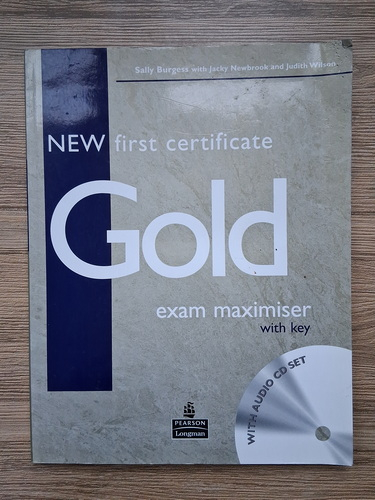 Sally Burgess with Jacky Newbrook and Judith Wilson
NEW first certificate
Gold
exam maximiser
with key
WITH AUDIO CD SET
PEARSON
Longman